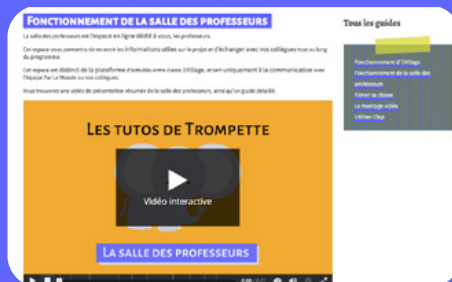 FONCTIONNEMENT DE LA SALLE DES PROFESSEURS
La salle des professeurs est l'espace en ligne dédié à vous, les professeurs.
Cet espace vous permettra de recevoir les informations utiles sur le projet et d'échanger avec vos collègues tout au long
du programme.
Cet espace est distinct de la plateforme d'activités entre classe 1Village, et sert uniquement à la communication avec
l'équipe Par Le Monde ou vos collègues.
Vous trouverez une vidéo de présentation résumée de la salle des professeurs, ainsi qu'un guide détaillé.
LES TUTOS DE TROMPETTE
Vidéo interactive
LA SALLE DES PROFESSEURS
Tous les guides
Fonctionnement d'1Village
Fonctionnement de la salle des
professeurs
Filmer sa classe
Le montage vidéo
Utiliser Clap